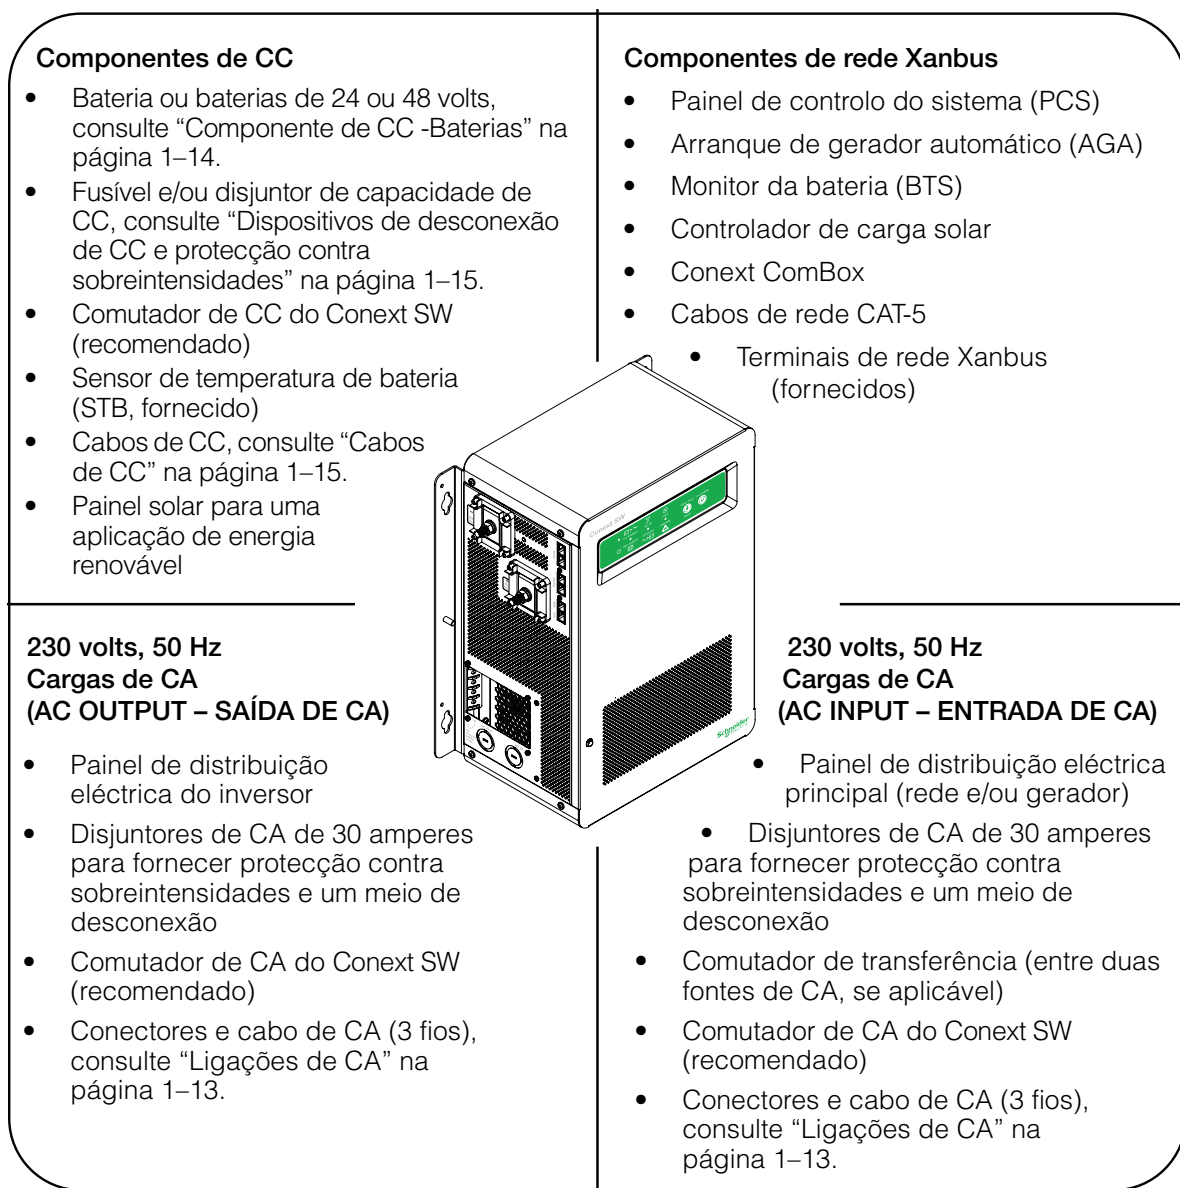 Componentes de CC
• Bateria ou baterias de 24 ou 48 volts,
consulte “Componente de CC -Baterias” na
página 1–14.
• Fusível e/ou disjuntor de capacidade de
CC, consulte “Dispositivos de desconexão
de CC e protecção contra
sobreintensidades” na página 1–15.
• Comutador de CC do Conext SW
(recomendado)
• Sensor de temperatura de bateria
(STB, fornecido)
• Cabos de CC, consulte “Cabos
de CC” na página 1–15.
• Painel solar para uma
aplicação de energia
renovável
Componentes de rede Xanbus
• Painel de controlo do sistema (PCS)
• Arranque de gerador automático (AGA)
• Monitor da bateria (BTS)
• Controlador de carga solar
• Conext ComBox
• Cabos de rede CAT-5
• Terminais de rede Xanbus
(fornecidos)
Conext SW
Schneider
230 volts, 50 Hz
Cargas de CA
(AC OUTPUT – SAÍDA DE CA)
• Painel de distribuição
eléctrica do inversor
• Disjuntores de CA de 30 amperes
para fornecer protecção contra
sobreintensidades e um meio de
desconexão
• Comutador de CA do Conext SW
(recomendado)
• Conectores e cabo de CA (3 fios),
consulte “Ligações de CA” na
página 1–13.
230 volts, 50 Hz
Cargas de CA
(AC INPUT – ENTRADA DE CA)
• Painel de distribuição eléctrica
principal (rede e/ou gerador)
• Disjuntores de CA de 30 amperes
para fornecer protecção contra
sobreintensidades e um meio de
desconexão
• Comutador de transferência (entre duas
fontes de CA, se aplicável)
• Comutador de CA do Conext SW
(recomendado)
• Conectores e cabo de CA (3 fios),
consulte “Ligações de CA” na
página 1–13.